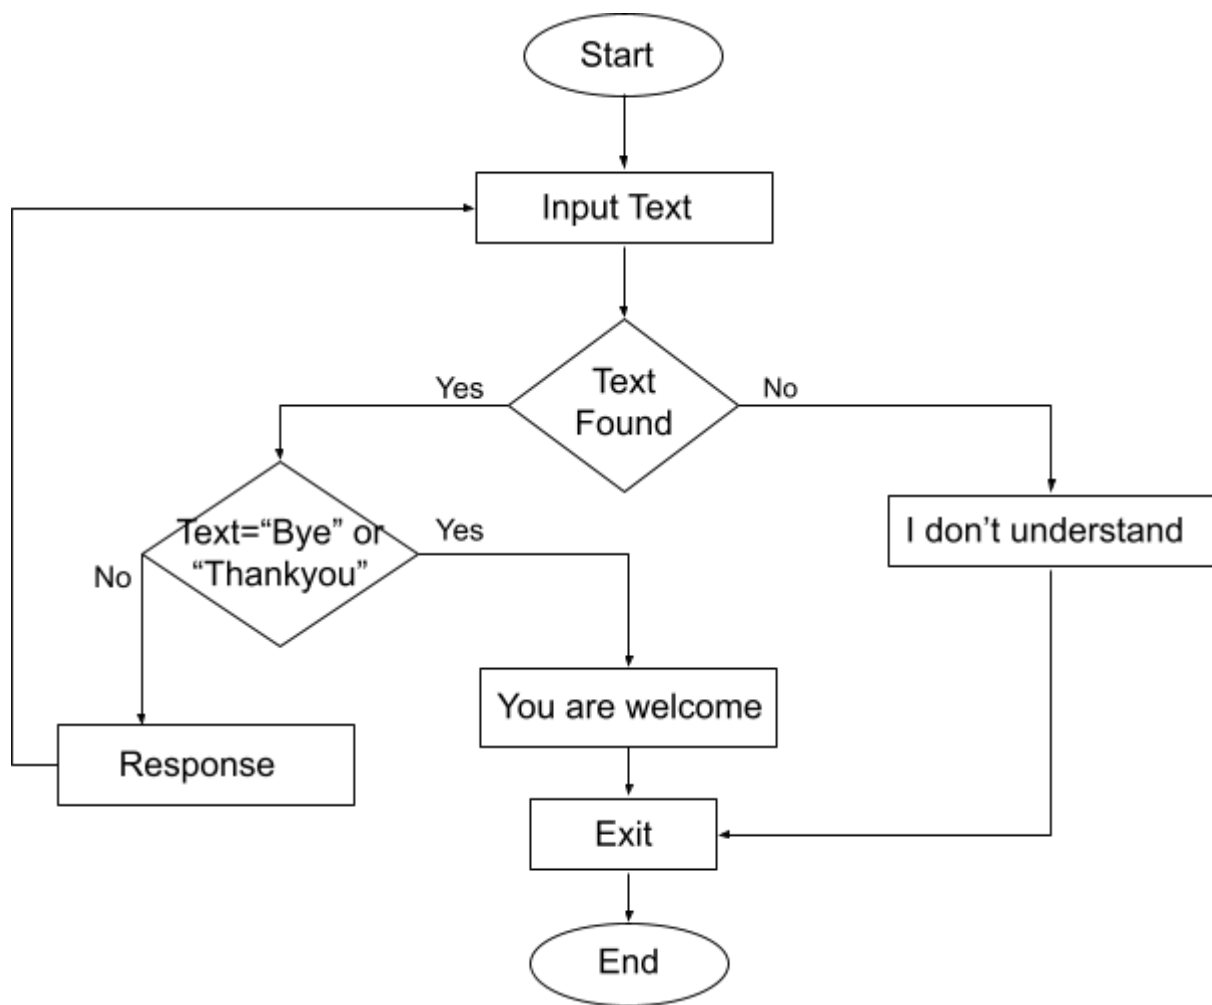 Start
Input Text
Yes
Text
Found
No
Text=“Bye” or
“Thankyou”
Yes
No
I don’t understand
You are welcome
Response
Exit
End